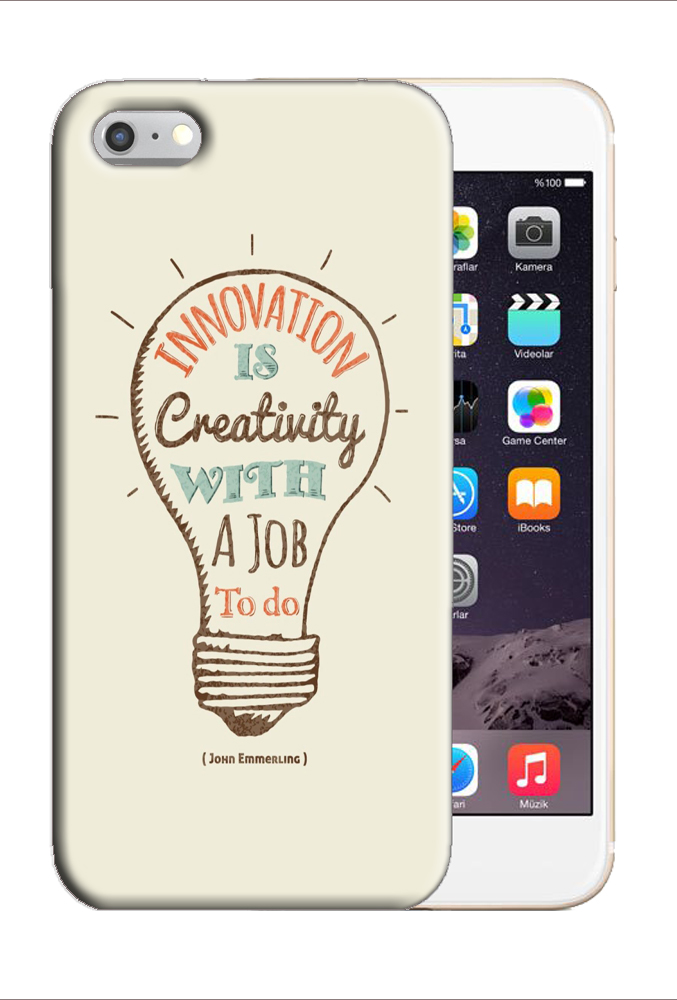 INNOVATION
IS
Creativity
WITH
A JOB
To do
( John Emmerling )
%100
raflar
Kamera
ita
Videolar
rsa
Game Center
Store
iBooks
rlar
ari
Müzik